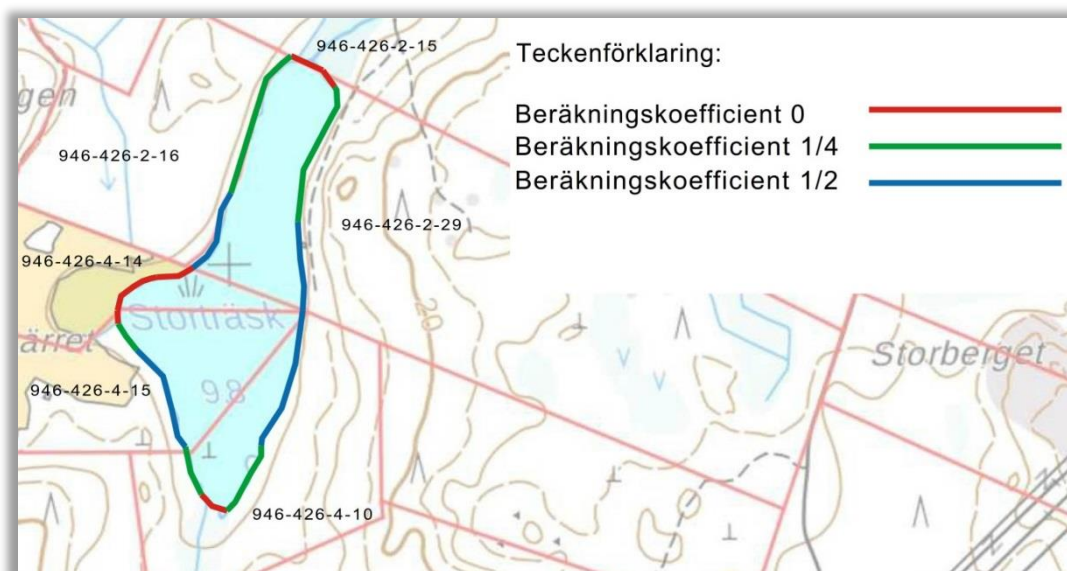 946-426-2-15
Teckenförklaring:
gen
Beräkningskoefficient 0
946-426-2-16
Beräkningskoefficient 1/4
Beräkningskoefficient 1/2
946-426-2-29
946-426-4-14
Storträsk
20
ärret
Storberget
946-426-4-15
9.8
946-426-4-10